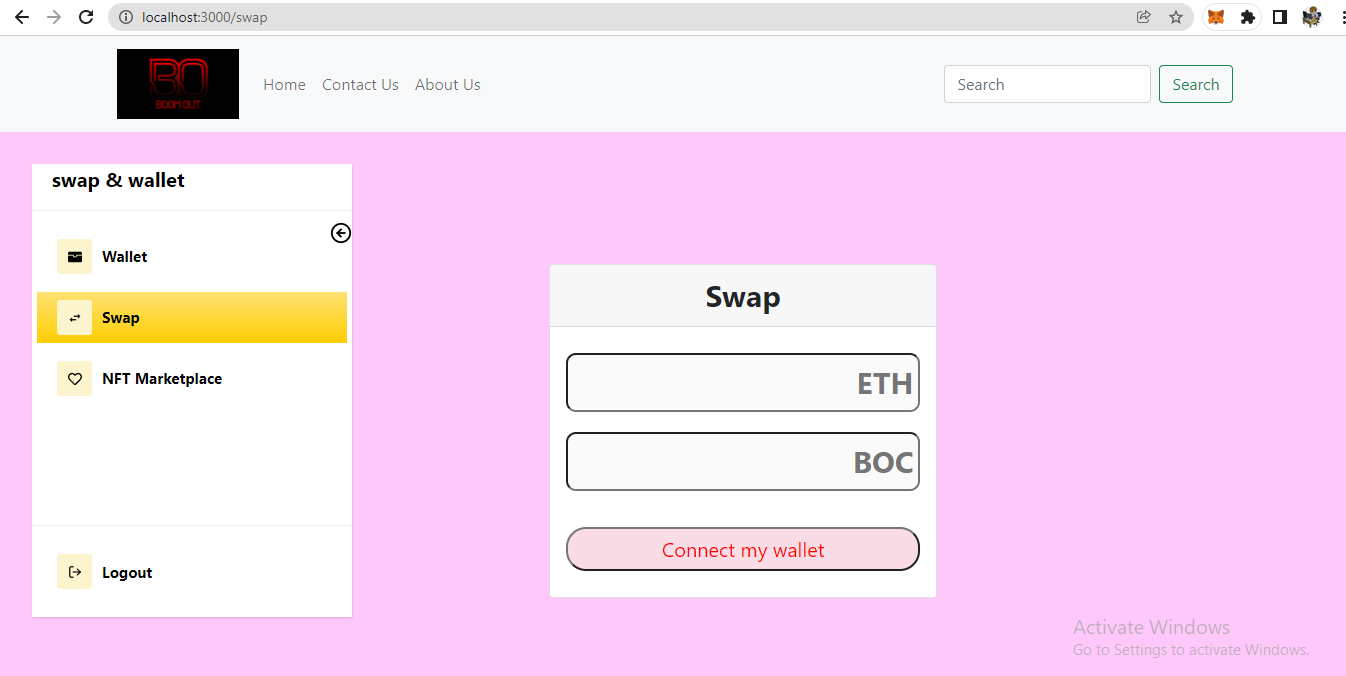 localhost:3000/swap
BO
BOOM OUT
Home Contact Us About Us
Search Search
swap & wallet
Wallet
Swap
NFT Marketplace
Logout
Swap
ETH
BOC
Connect my wallet
Activate Windows
Go to Settings to activate Windows.